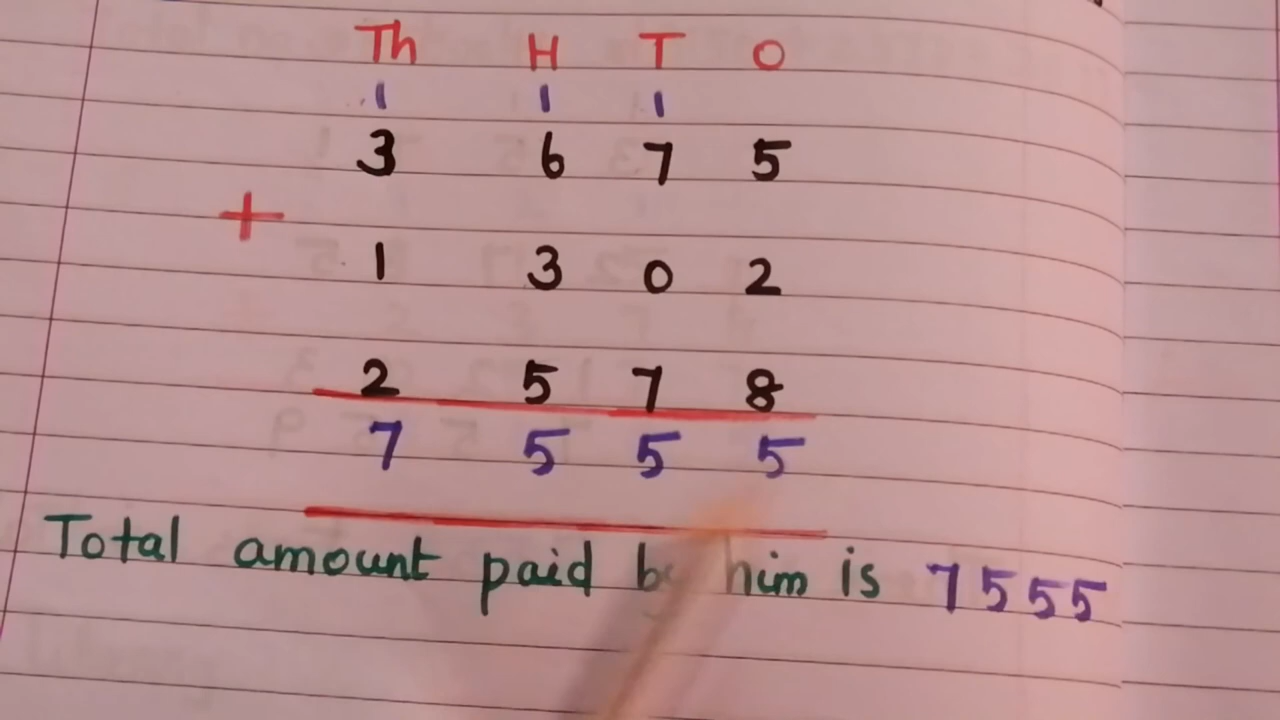 Th H T O
1 1 1
3 6 7 5
+
1 3 0 2
2 5 7 8
7 5 5 5
Total amount paid by him is 7555